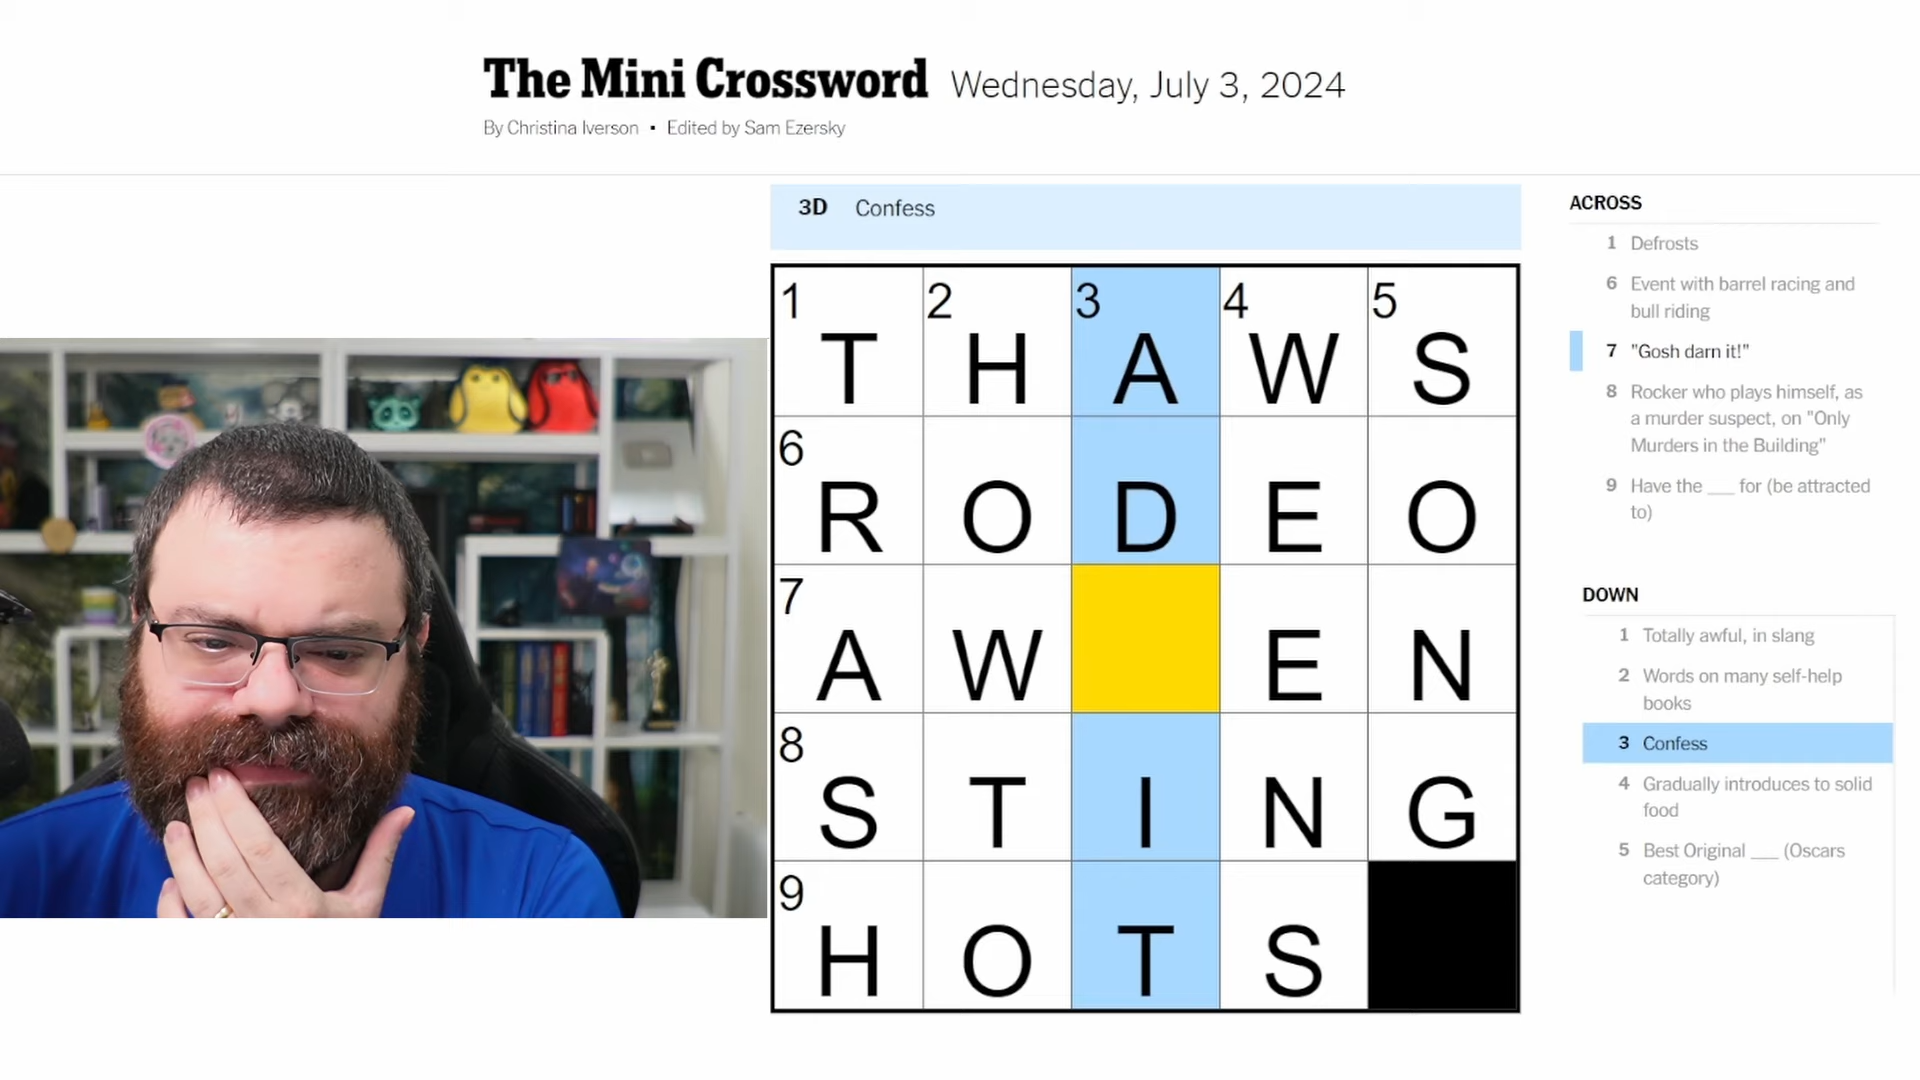 The Mini Crossword Wednesday, July 3, 2024
By Christina Iverson ▪ Edited by Sam Ezersky
3D Confess
1 T 2 H 3 A 4 W 5 S
6 R O D E O
7 A W E N
8 S T I N G
9 H O T S
ACROSS
1 Defrosts
6 Event with barrel racing and
bull riding
7 "Gosh darn it!"
8 Rocker who plays himself, as
a murder suspect, on "Only
Murders in the Building"
9 Have the ___ for (be attracted
to)
DOWN
1 Totally awful, in slang
2 Words on many self-help
books
3 Confess
4 Gradually introduces to solid
food
5 Best Original ___ (Oscars
category)